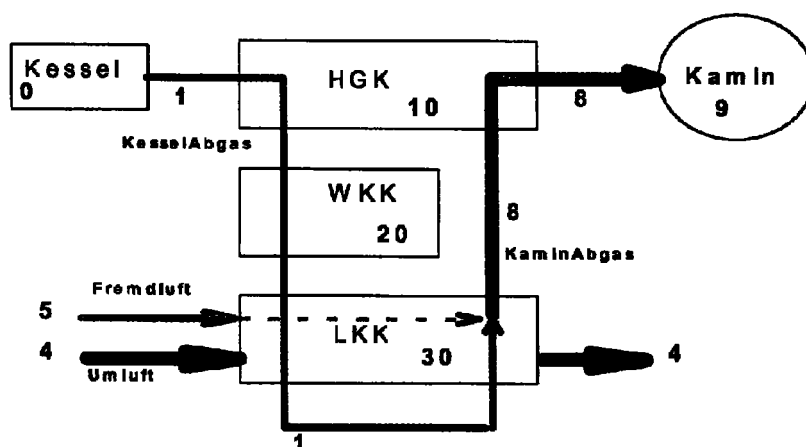 Kessel
0
1
KesselAbgas
HGK
10
8
Kamin
9
WKK
20
8
KaminAbgas
Fremdluft
5
4
Umluft
LKK
30
4
1